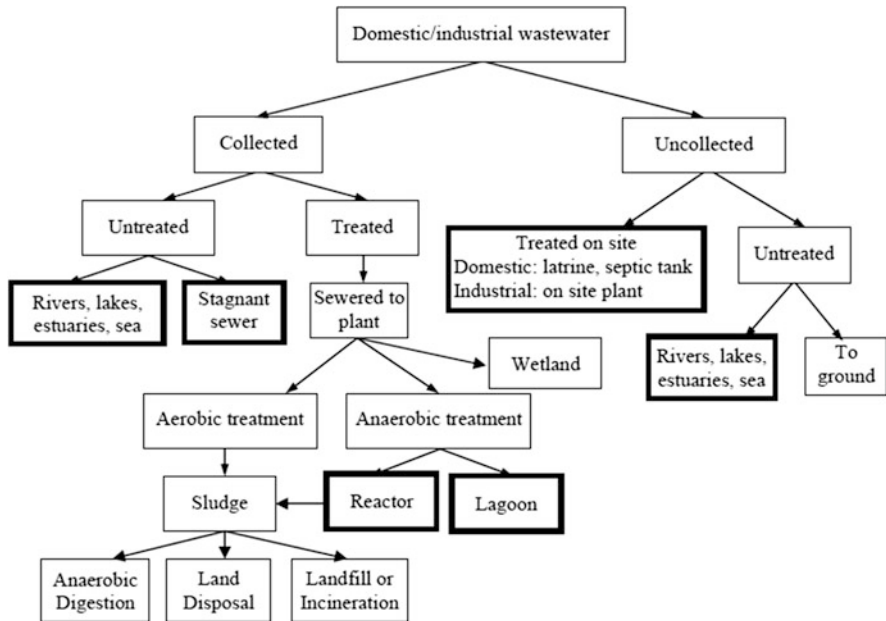 Domestic/industrial wastewater
Collected
Uncollected
Untreated
Treated
Treated on site
Domestic: latrine, septic tank
Industrial: on site plant
Untreated
Rivers, lakes,
estuaries, sea
Stagnant
sewer
Sewered to
plant
Wetland
Rivers, lakes,
estuaries, sea
To
ground
Aerobic treatment
Anaerobic treatment
Sludge
Reactor
Lagoon
Anaerobic
Digestion
Land
Disposal
Landfill or
Incineration